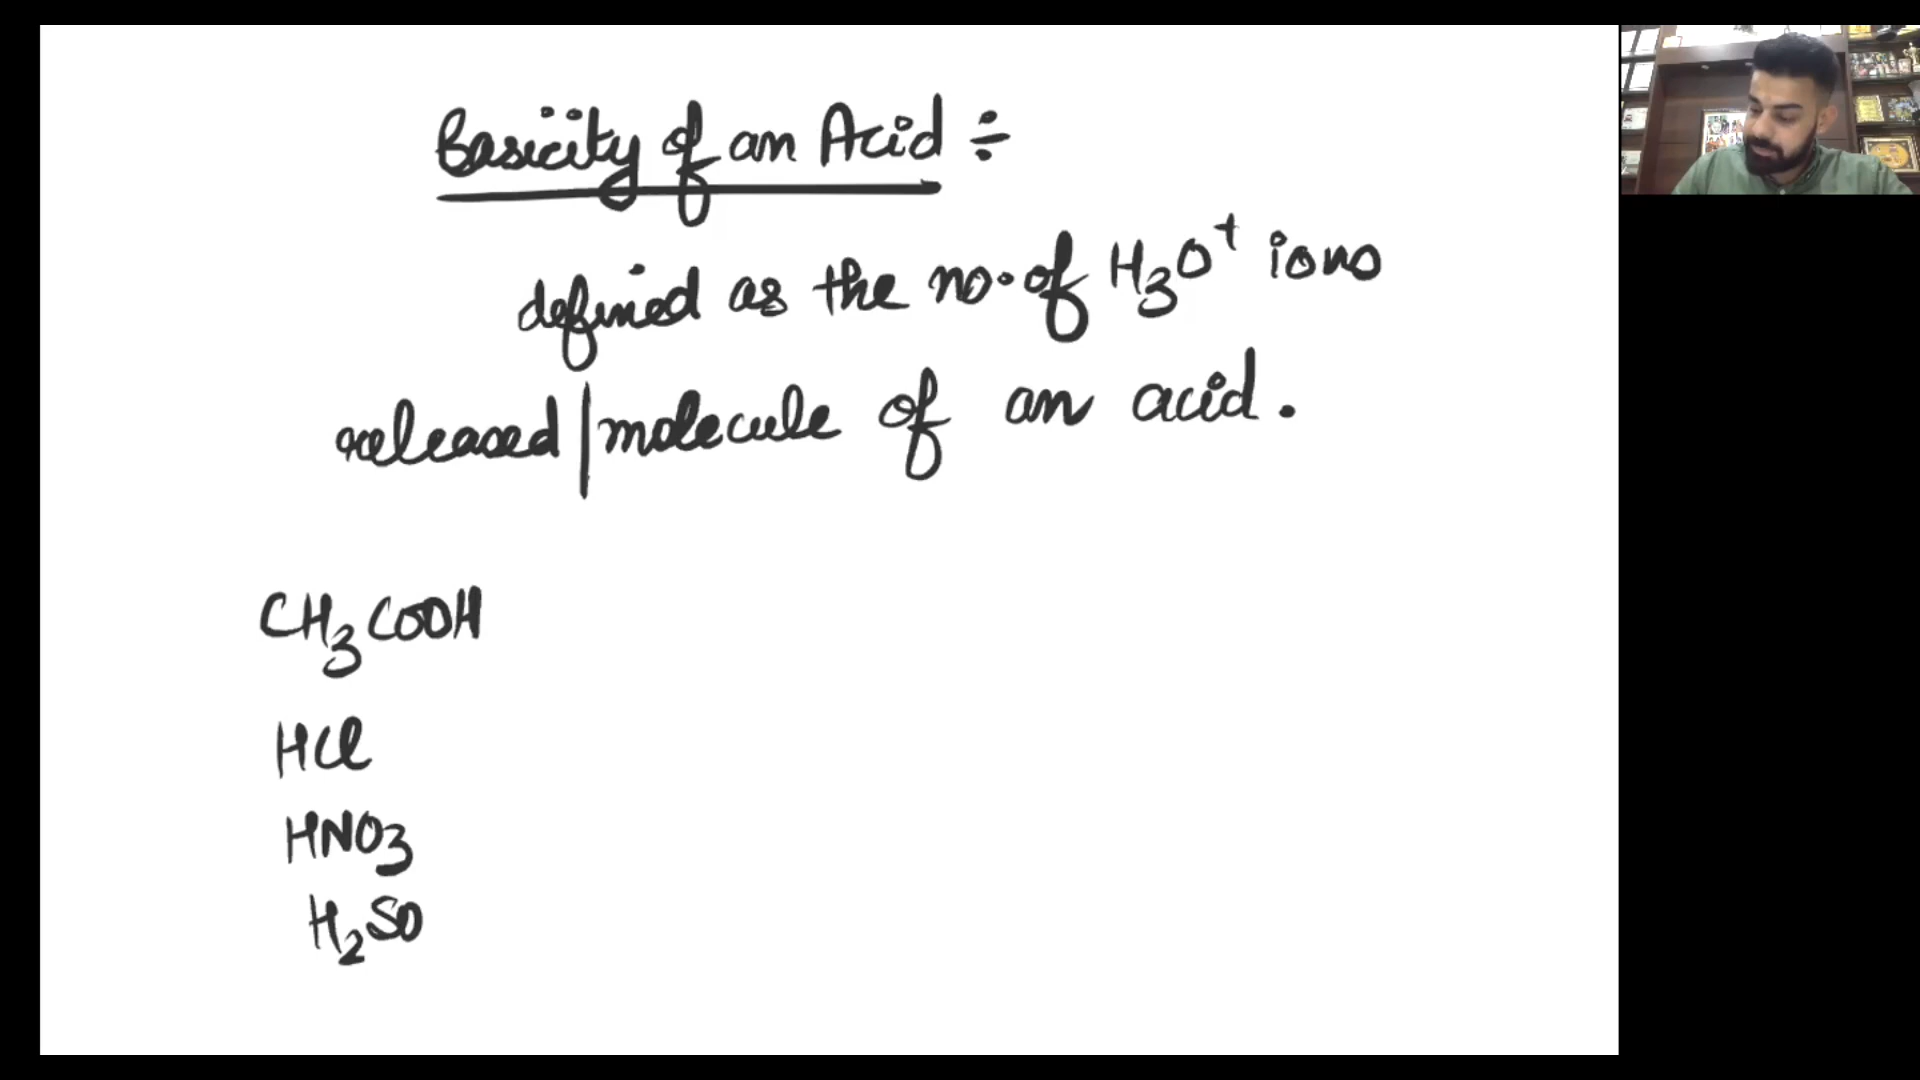 Basicity of an Acid ÷
defined as the no. of H₃O⁺ ions
released/molecule of an acid.
CH₃COOH
HCl
HNO₃
H₂SO